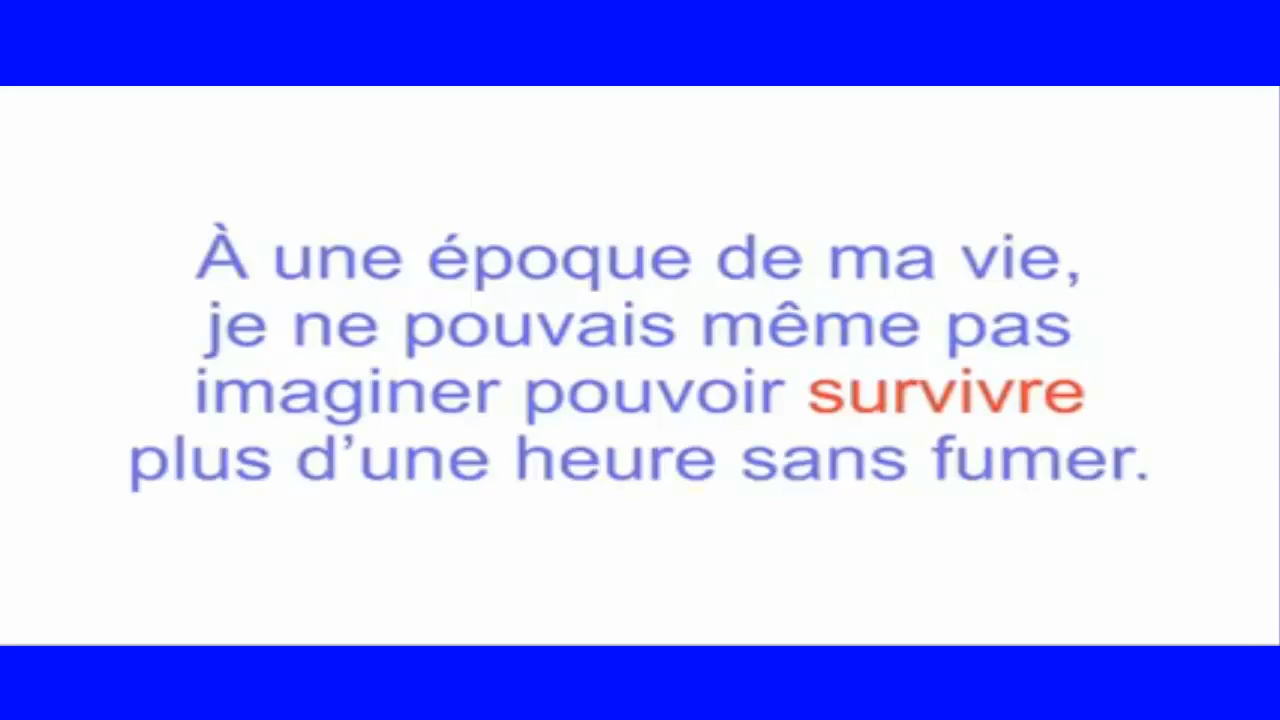 À une époque de ma vie,
je ne pouvais même pas
imaginer pouvoir survivre
plus d’une heure sans fumer.